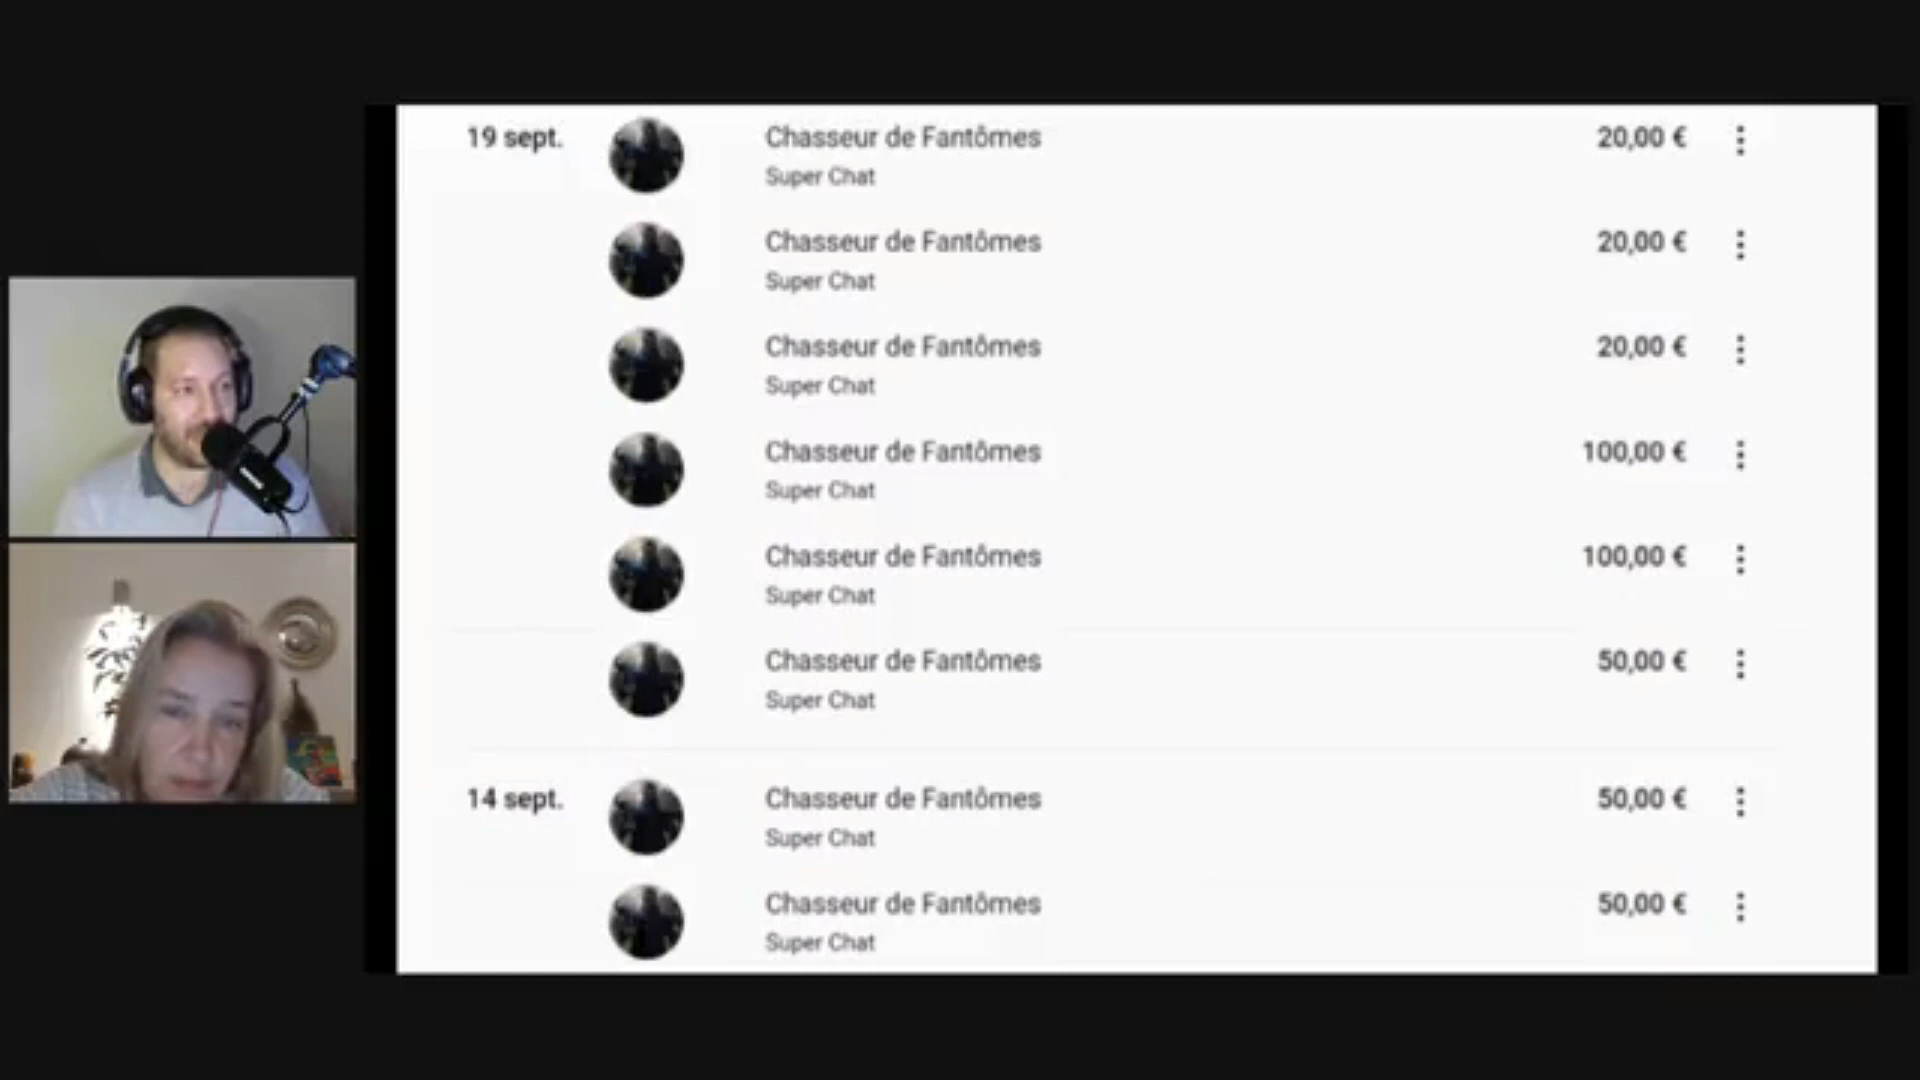 19 sept. Chasseur de Fantômes 20,00 €
Super Chat
Chasseur de Fantômes 20,00 €
Super Chat
Chasseur de Fantômes 20,00 €
Super Chat
Chasseur de Fantômes 100,00 €
Super Chat
Chasseur de Fantômes 100,00 €
Super Chat
Chasseur de Fantômes 50,00 €
Super Chat
14 sept. Chasseur de Fantômes 50,00 €
Super Chat
Chasseur de Fantômes 50,00 €
Super Chat